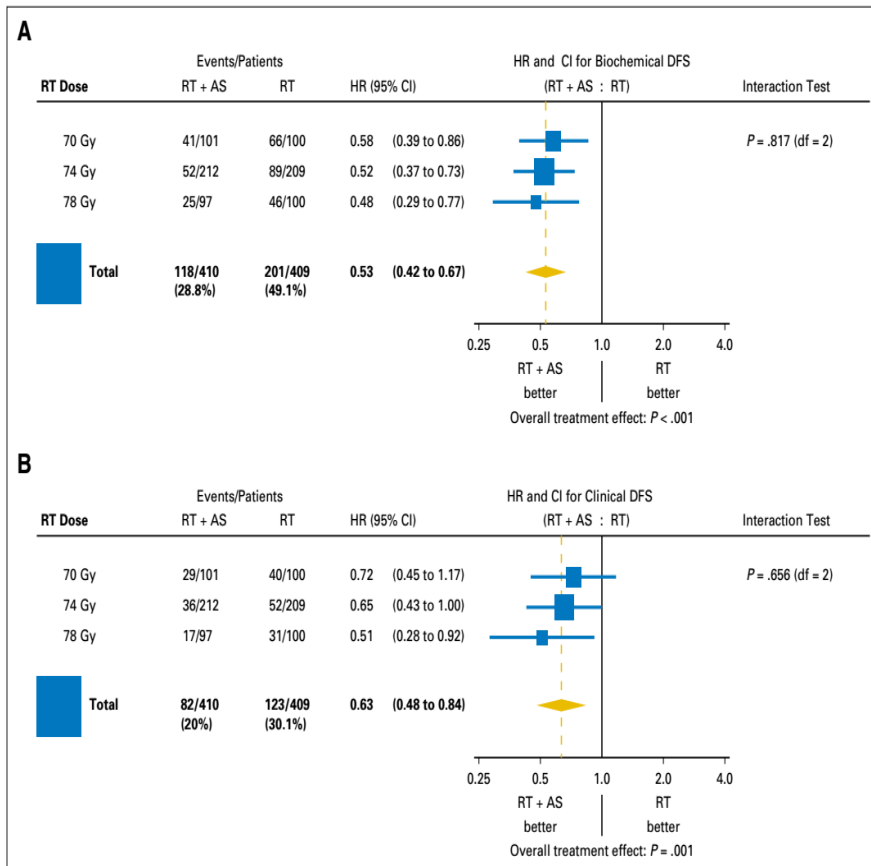 A
Events/Patients HR and CI for Biochemical DFS
RT Dose RT + AS RT HR (95% CI) (RT + AS : RT) Interaction Test
70 Gy 41/101 66/100 0.58 (0.39 to 0.86) P = .817 (df = 2)
74 Gy 52/212 89/209 0.52 (0.37 to 0.73)
78 Gy 25/97 46/100 0.48 (0.29 to 0.77)
Total 118/410 201/409 0.53 (0.42 to 0.67)
(28.8%) (49.1%)
0.25 0.5 1.0 2.0 4.0
RT + AS RT
better better
Overall treatment effect: P < .001
B
Events/Patients HR and CI for Clinical DFS
RT Dose RT + AS RT HR (95% CI) (RT + AS : RT) Interaction Test
70 Gy 29/101 40/100 0.72 (0.45 to 1.17) P = .656 (df = 2)
74 Gy 36/212 52/209 0.65 (0.43 to 1.00)
78 Gy 17/97 31/100 0.51 (0.28 to 0.92)
Total 82/410 123/409 0.63 (0.48 to 0.84)
(20%) (30.1%)
0.25 0.5 1.0 2.0 4.0
RT + AS RT
better better
Overall treatment effect: P = .001